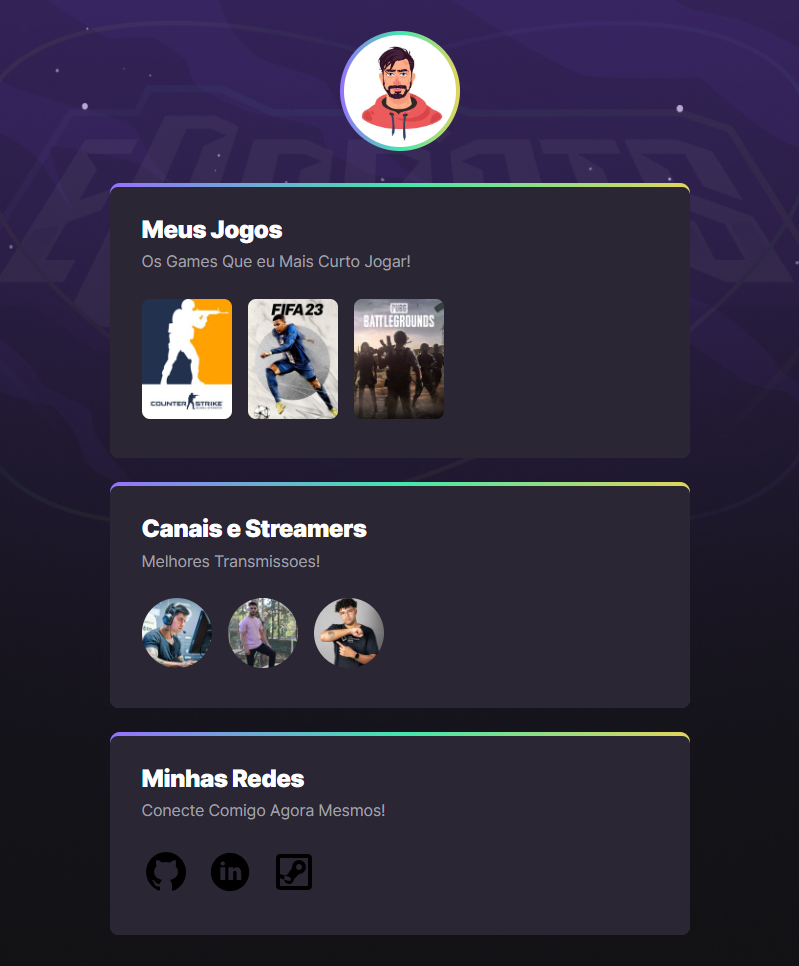 Meus Jogos
Os Games Que eu Mais Curto Jogar!
COUNTER STRIKE
FIFA 23
PUBG
BATTLEGROUNDS
Canais e Streamers
Melhores Transmissoes!
Minhas Redes
Conecte Comigo Agora Mesmos!
in